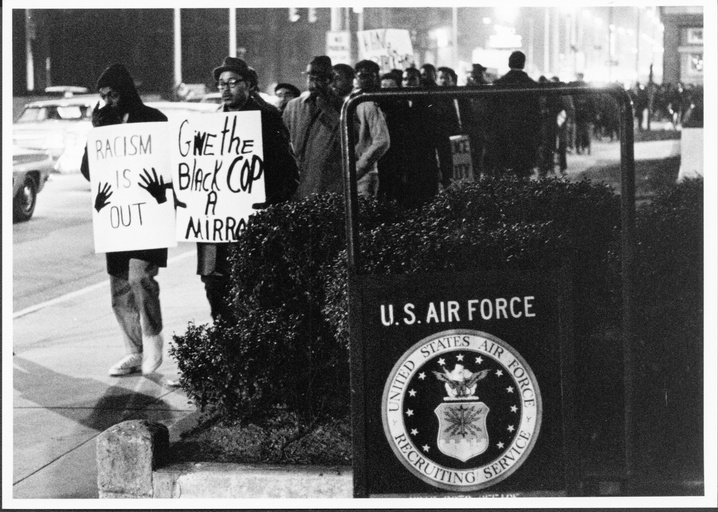 RACISM
IS
OUT
GIVE the
BLACK COP
A
MIRROR
U.S. AIR FORCE
UNITED STATES AIR FORCE
RECRUITING SERVICE